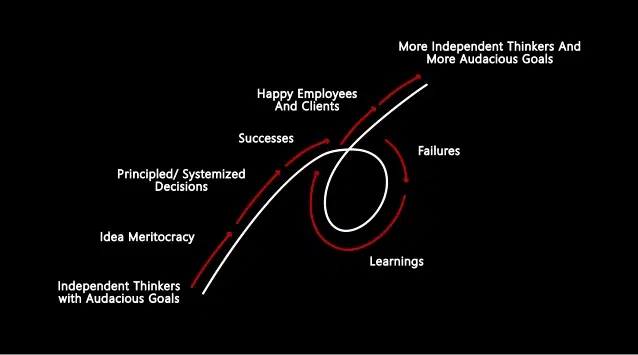 More Independent Thinkers And
More Audacious Goals
Happy Employees
And Clients
Successes
Failures
Principled/ Systemized
Decisions
Idea Meritocracy
Learnings
Independent Thinkers
with Audacious Goals